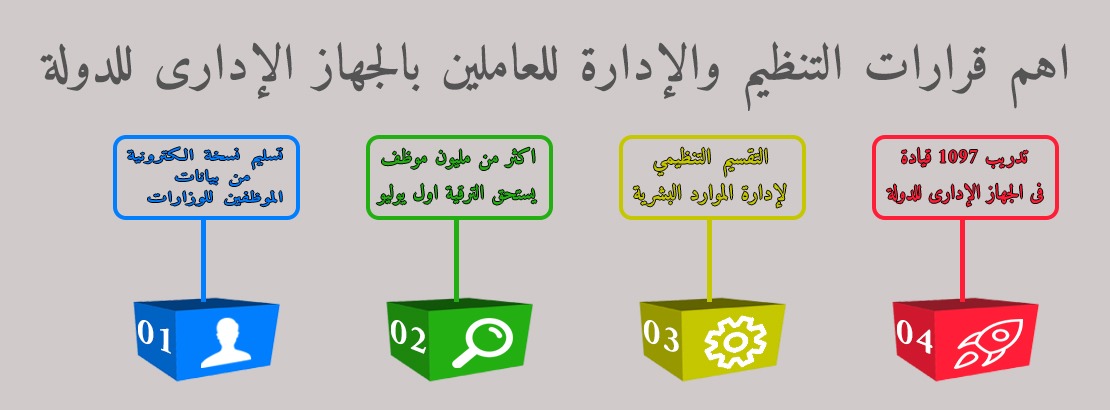 اهم قرارات التنظيم والإدارة للعاملين بالجهاز الإدارى للدولة
تدريب 1097 قيادة
فى الجهاز الإدارى للدولة
04
التقسيم التنظيمي
لإدارة الموارد البشرية
03
اكثر من مليون موظف
يستحق الترقية اول يوليو
02
تسليم نسخة الكترونية
من بيانات
الموظفين للوزارات
01